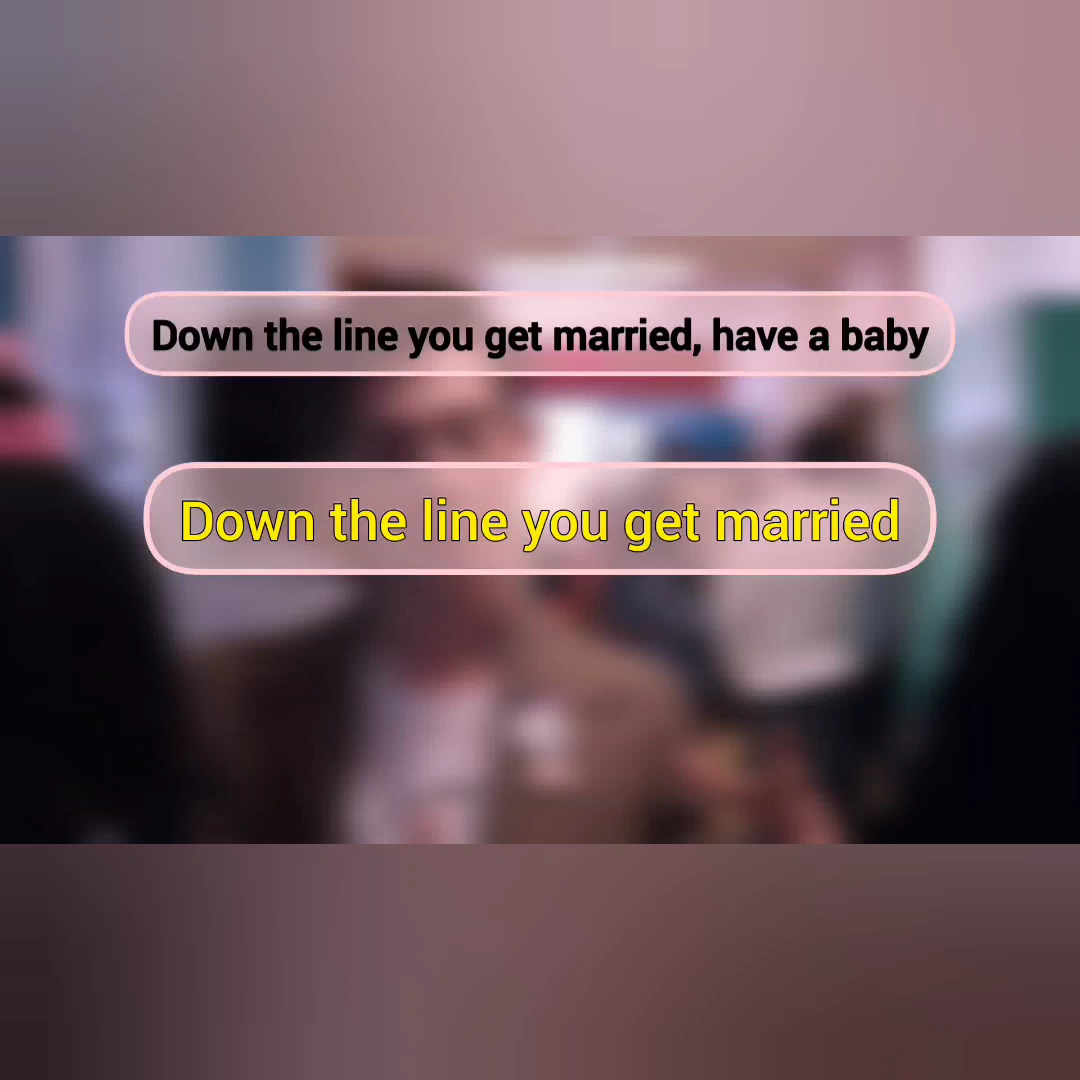 Down the line you get married, have a baby
Down the line you get married